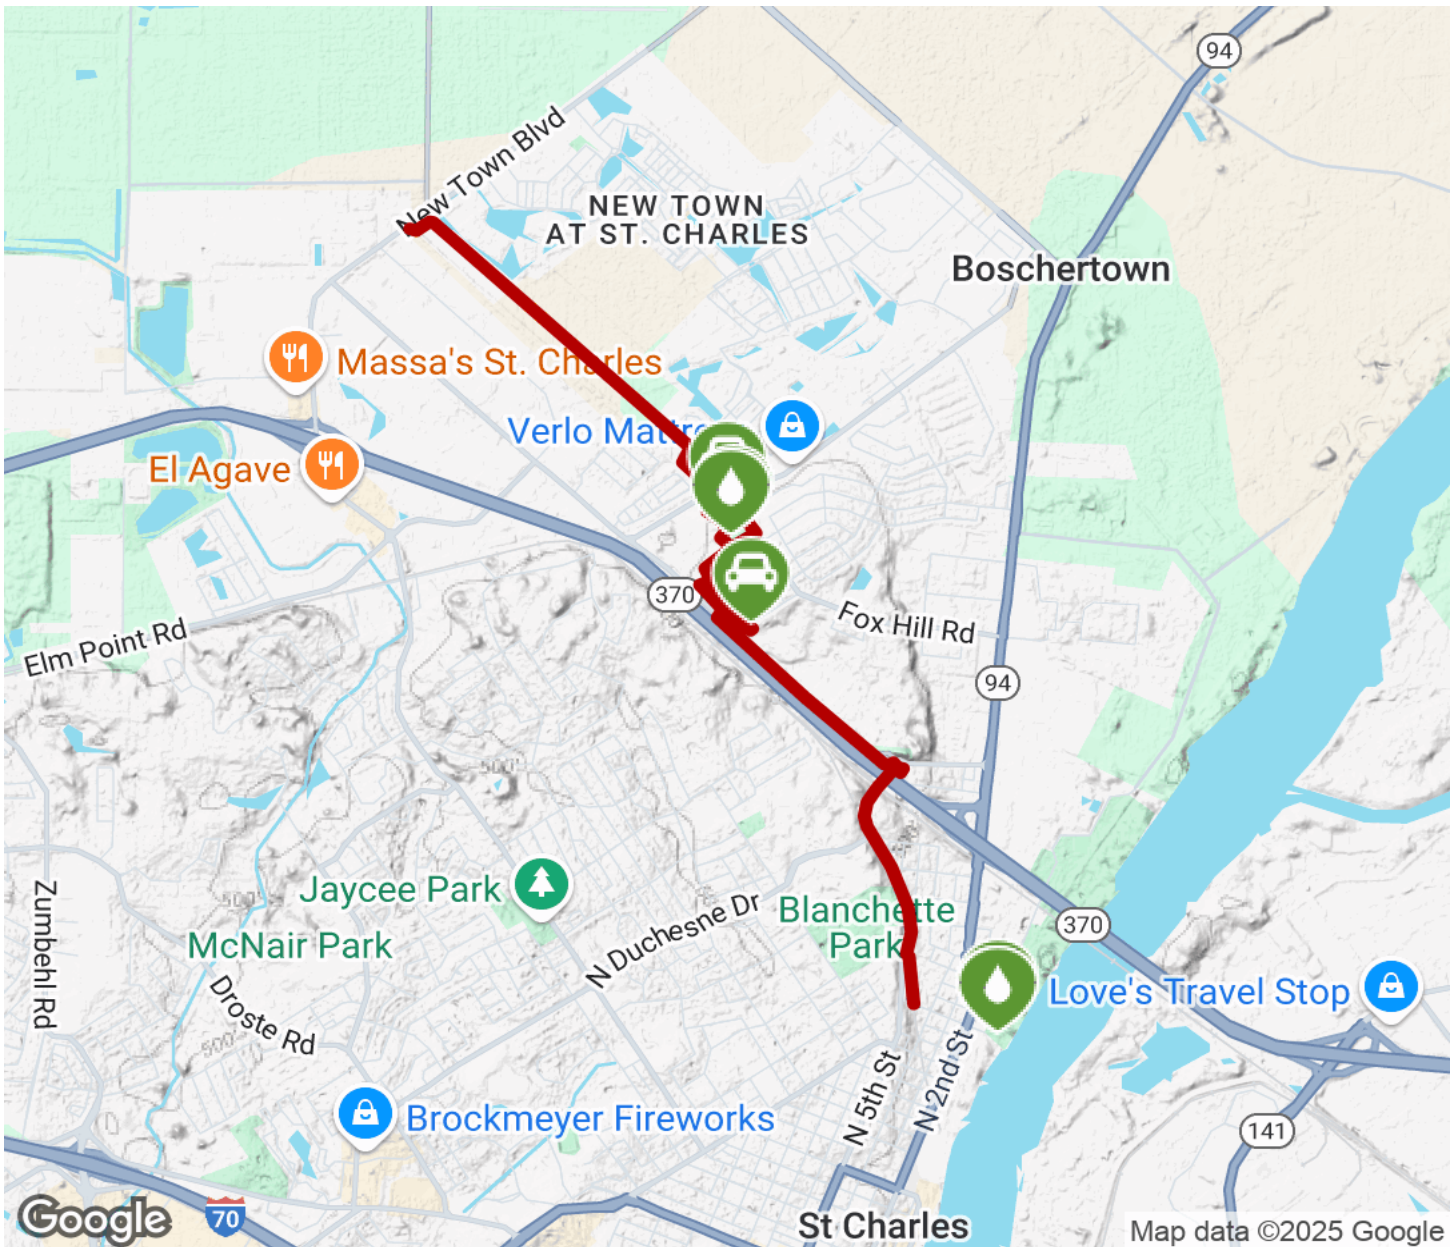 94
New Town Blvd
NEW TOWN
AT ST. CHARLES
Boschertown
Massa's St. Charles
Verlo Mattre
El Agave
370
Fox Hill Rd
Elm Point Rd
94
500'
Jaycee Park
500'
Zumbehl Rd
McNair Park
N Duchesne Dr
Blanchette
Park
370
Love's Travel Stop
Droste Rd
500'
N 5th St
N 2nd St
Brockmeyer Fireworks
141
Google
70
St Charles
Map data ©2025 Google